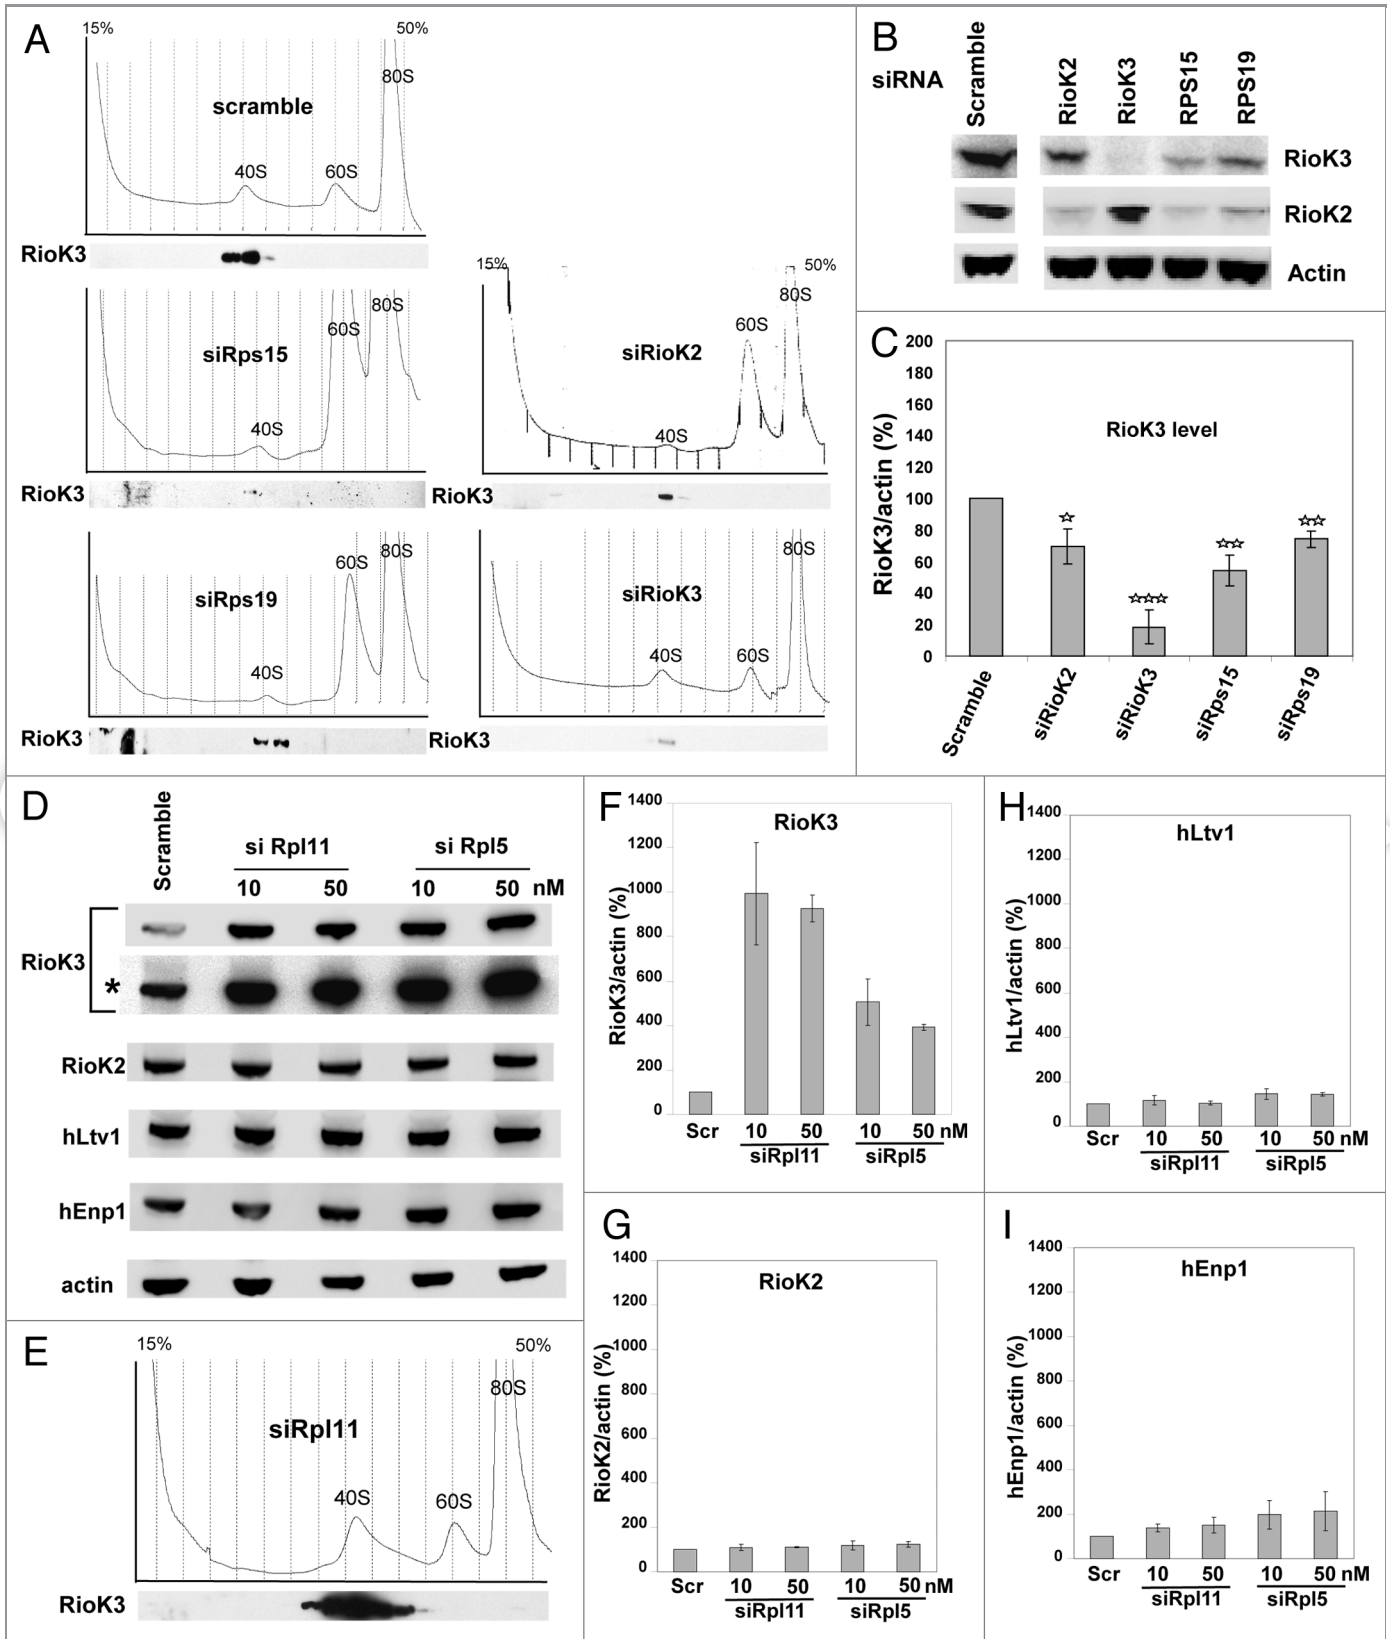 A
15%
50%
scramble
40S
60S
80S
RioK3
siRps15
40S
60S
80S
RioK3
15%
50%
siRioK2
40S
60S
80S
RioK3
siRps19
40S
60S
80S
RioK3
siRioK3
40S
60S
80S
RioK3
B
siRNA
Scramble
RioK2
RioK3
RPS15
RPS19
RioK3
RioK2
Actin
C
RioK3/actin (%)
200
180
160
140
120
100
80
60
40
20
0
RioK3 level
☆
☆☆☆
☆☆
☆☆
Scramble
siRioK2
siRioK3
siRps15
siRps19
D
Scramble
si Rpl11
si Rpl5
10
50
10
50 nM
RioK3
*
RioK2
hLtv1
hEnp1
actin
E
15%
50%
siRpl11
40S
60S
80S
RioK3
F
RioK3/actin (%)
1400
1200
1000
800
600
400
200
0
RioK3
Scr
10
50
10
50 nM
siRpl11
siRpl5
G
RioK2/actin (%)
1400
1200
1000
800
600
400
200
0
RioK2
Scr
10
50
10
50 nM
siRpl11
siRpl5
H
hLtv1/actin (%)
1400
1200
1000
800
600
400
200
0
hLtv1
Scr
10
50
10
50 nM
siRpl11
siRpl5
I
hEnp1/actin (%)
1400
1200
1000
800
600
400
200
0
hEnp1
Scr
10
50
10
50 nM
siRpl11
siRpl5